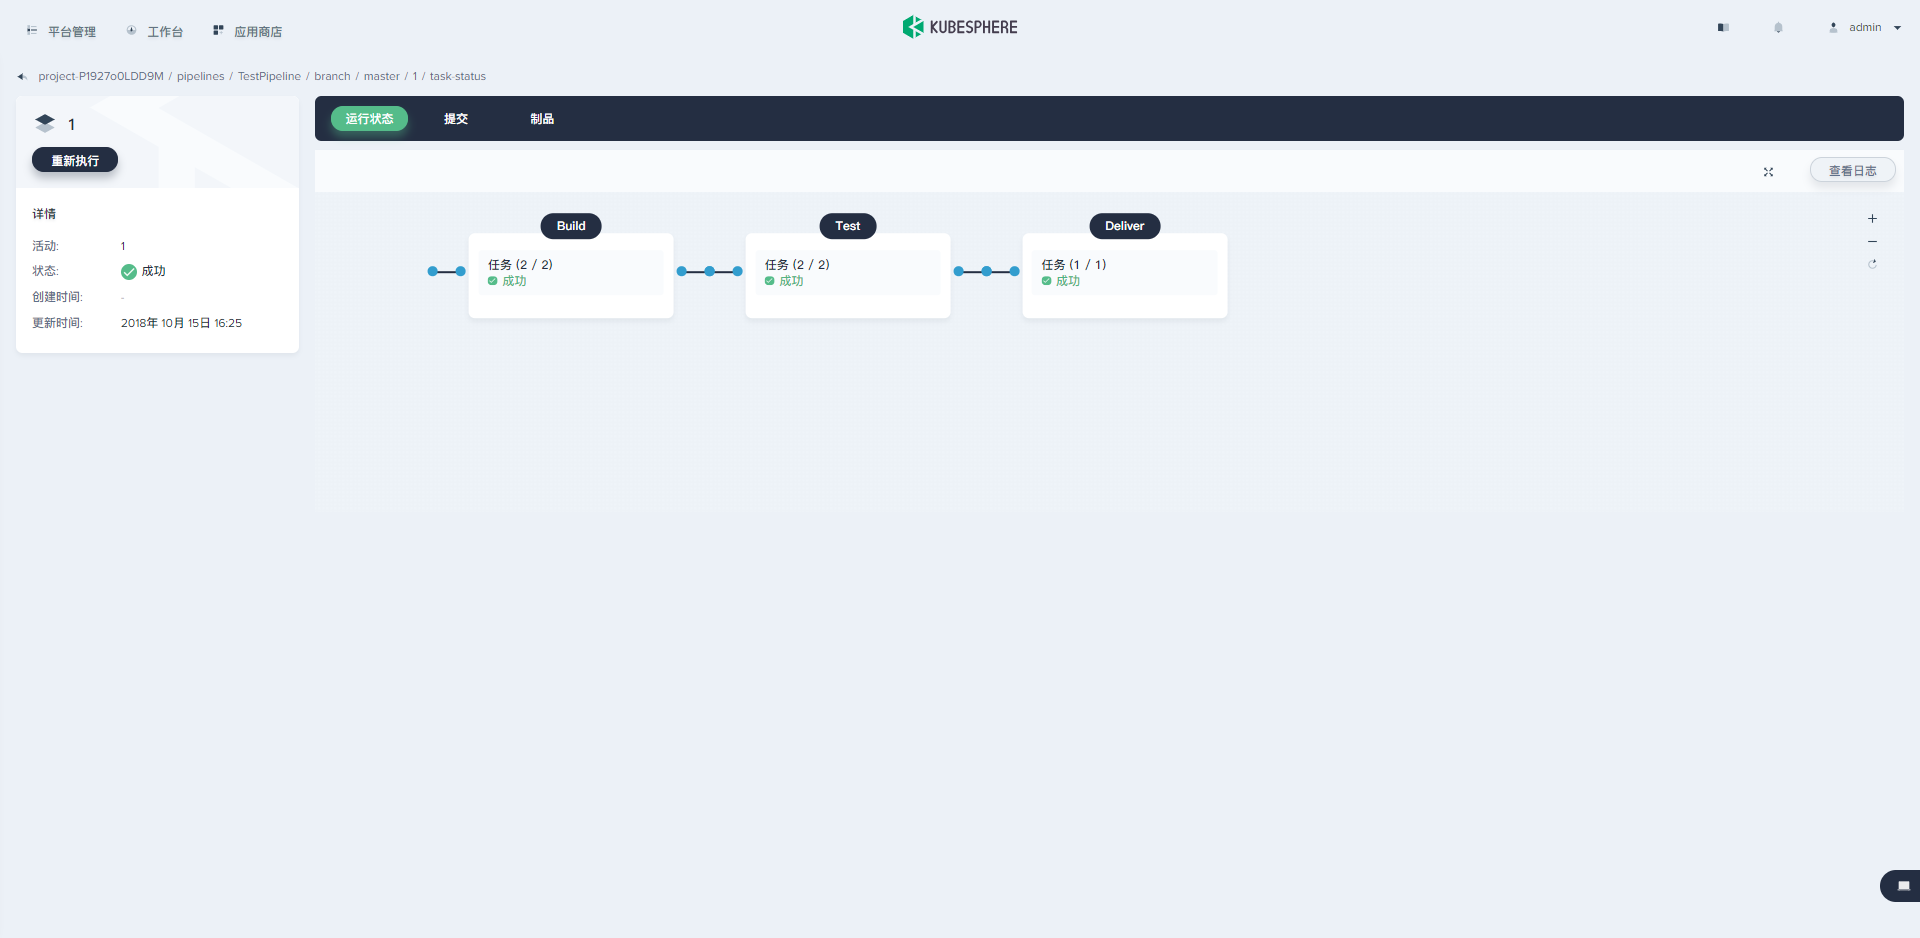 平台管理 工作台 应用商店 KUBESPHERE admin
project-P1927o0LDD9M / pipelines / TestPipeline / branch / master / 1 / task-status
1
重新执行
详情
活动: 1
状态: 成功
创建时间: -
更新时间: 2018年 10月 15日 16:25
运行状态 提交 制品
查看日志
Build Test Deliver
任务 (2 / 2) 任务 (2 / 2) 任务 (1 / 1)
成功 成功 成功